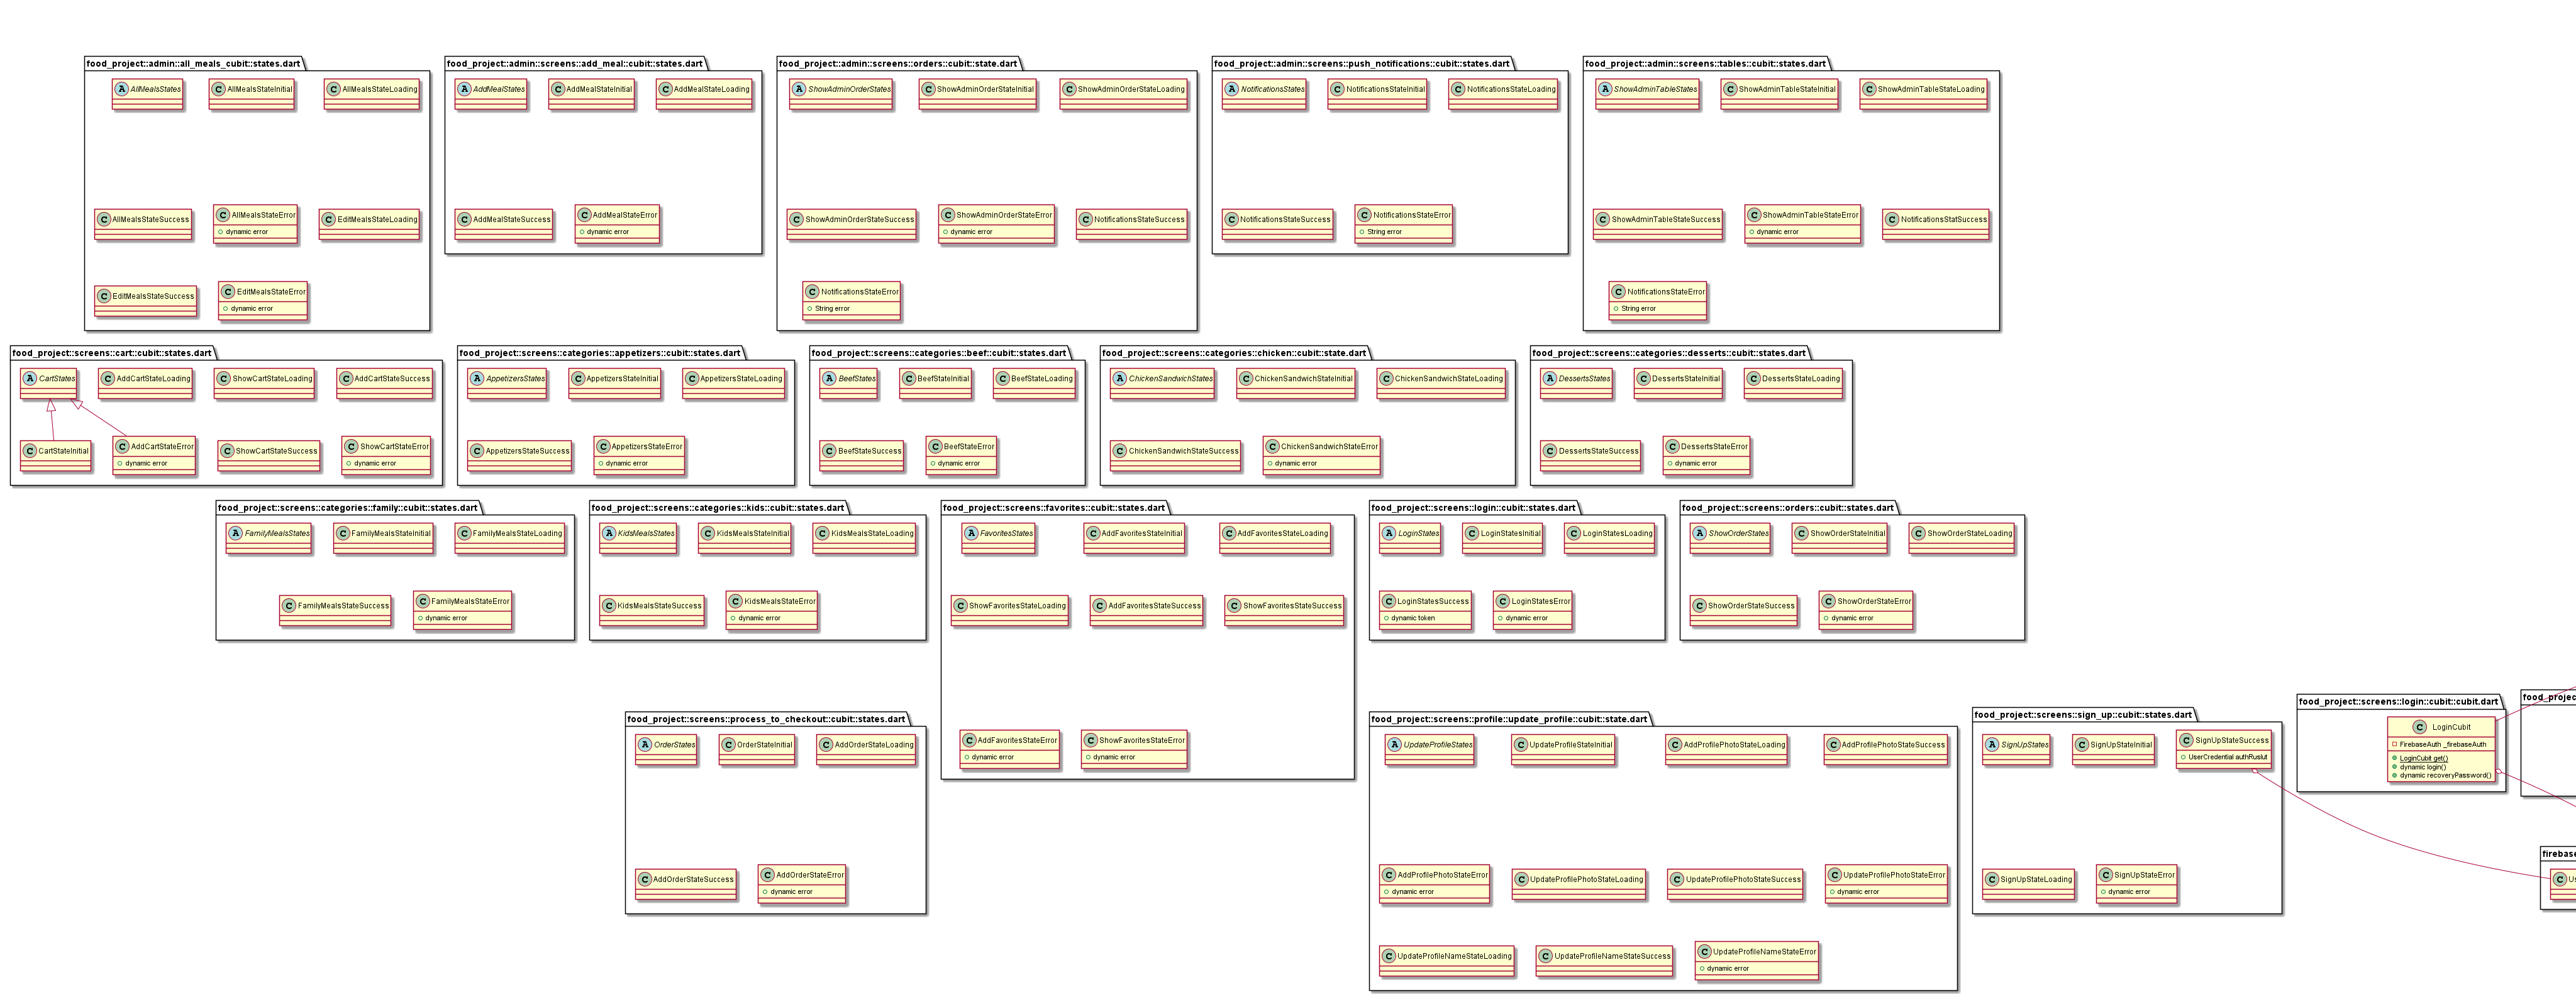 food_project::admin::all_meals_cubit::states.dart
A AllMealsStates
C AllMealsStateInitial
C AllMealsStateLoading
C AllMealsStateSuccess
C AllMealsStateError
dynamic error
C EditMealsStateLoading
C EditMealsStateSuccess
C EditMealsStateError
dynamic error
food_project::admin::screens::add_meal::cubit::states.dart
A AddMealStates
C AddMealStateInitial
C AddMealStateLoading
C AddMealStateSuccess
C AddMealStateError
dynamic error
food_project::admin::screens::orders::cubit::state.dart
A ShowAdminOrderStates
C ShowAdminOrderStateInitial
C ShowAdminOrderStateLoading
C ShowAdminOrderStateSuccess
C ShowAdminOrderStateError
dynamic error
C NotificationsStateSuccess
C NotificationsStateError
String error
food_project::admin::screens::push_notifications::cubit::states.dart
A NotificationsStates
C NotificationsStateInitial
C NotificationsStateLoading
C NotificationsStateSuccess
C NotificationsStateError
String error
food_project::admin::screens::tables::cubit::states.dart
A ShowAdminTableStates
C ShowAdminTableStateInitial
C ShowAdminTableStateLoading
C ShowAdminTableStateSuccess
C ShowAdminTableStateError
dynamic error
C NotificationsStatSuccess
C NotificationsStateError
String error
food_project::screens::cart::cubit::states.dart
A CartStates
C AddCartStateLoading
C ShowCartStateLoading
C AddCartStateSuccess
C CartStateInitial
C AddCartStateError
dynamic error
C ShowCartStateSuccess
C ShowCartStateError
dynamic error
food_project::screens::categories::appetizers::cubit::states.dart
A AppetizersStates
C AppetizersStateInitial
C AppetizersStateLoading
C AppetizersStateSuccess
C AppetizersStateError
dynamic error
food_project::screens::categories::beef::cubit::states.dart
A BeefStates
C BeefStateInitial
C BeefStateLoading
C BeefStateSuccess
C BeefStateError
dynamic error
food_project::screens::categories::chicken::cubit::state.dart
A ChickenSandwichStates
C ChickenSandwichStateInitial
C ChickenSandwichStateLoading
C ChickenSandwichStateSuccess
C ChickenSandwichStateError
dynamic error
food_project::screens::categories::desserts::cubit::states.dart
A DessertsStates
C DessertsStateInitial
C DessertsStateLoading
C DessertsStateSuccess
C DessertsStateError
dynamic error
food_project::screens::categories::family::cubit::states.dart
A FamilyMealsStates
C FamilyMealsStateInitial
C FamilyMealsStateLoading
C FamilyMealsStateSuccess
C FamilyMealsStateError
dynamic error
food_project::screens::categories::kids::cubit::states.dart
A KidsMealsStates
C KidsMealsStateInitial
C KidsMealsStateLoading
C KidsMealsStateSuccess
C KidsMealsStateError
dynamic error
food_project::screens::favorites::cubit::states.dart
A FavoritesStates
C AddFavoritesStateInitial
C AddFavoritesStateLoading
C ShowFavoritesStateLoading
C AddFavoritesStateSuccess
C ShowFavoritesStateSuccess
C AddFavoritesStateError
dynamic error
C ShowFavoritesStateError
dynamic error
food_project::screens::login::cubit::states.dart
A LoginStates
C LoginStatesInitial
C LoginStatesLoading
C LoginStatesSuccess
dynamic token
C LoginStatesError
dynamic error
food_project::screens::orders::cubit::states.dart
A ShowOrderStates
C ShowOrderStateInitial
C ShowOrderStateLoading
C ShowOrderStateSuccess
C ShowOrderStateError
dynamic error
food_project::screens::process_to_checkout::cubit::states.dart
A OrderStates
C OrderStateInitial
C AddOrderStateLoading
C AddOrderStateSuccess
C AddOrderStateError
dynamic error
food_project::screens::profile::update_profile::cubit::state.dart
A UpdateProfileStates
C UpdateProfileStateInitial
C AddProfilePhotoStateLoading
C AddProfilePhotoStateSuccess
C AddProfilePhotoStateError
dynamic error
C UpdateProfilePhotoStateLoading
C UpdateProfilePhotoStateSuccess
C UpdateProfilePhotoStateError
dynamic error
C UpdateProfileNameStateLoading
C UpdateProfileNameStateSuccess
C UpdateProfileNameStateError
dynamic error
food_project::screens::sign_up::cubit::states.dart
A SignUpStates
C SignUpStateInitial
C SignUpStateSuccess
UserCredential authRuslut
C SignUpStateLoading
C SignUpStateError
dynamic error
food_project::screens::login::cubit::cubit.dart
C LoginCubit
FirebaseAuth _firebaseAuth
LoginCubit get()
dynamic login()
dynamic recoveryPassword()
food_projec
firebase
C Us